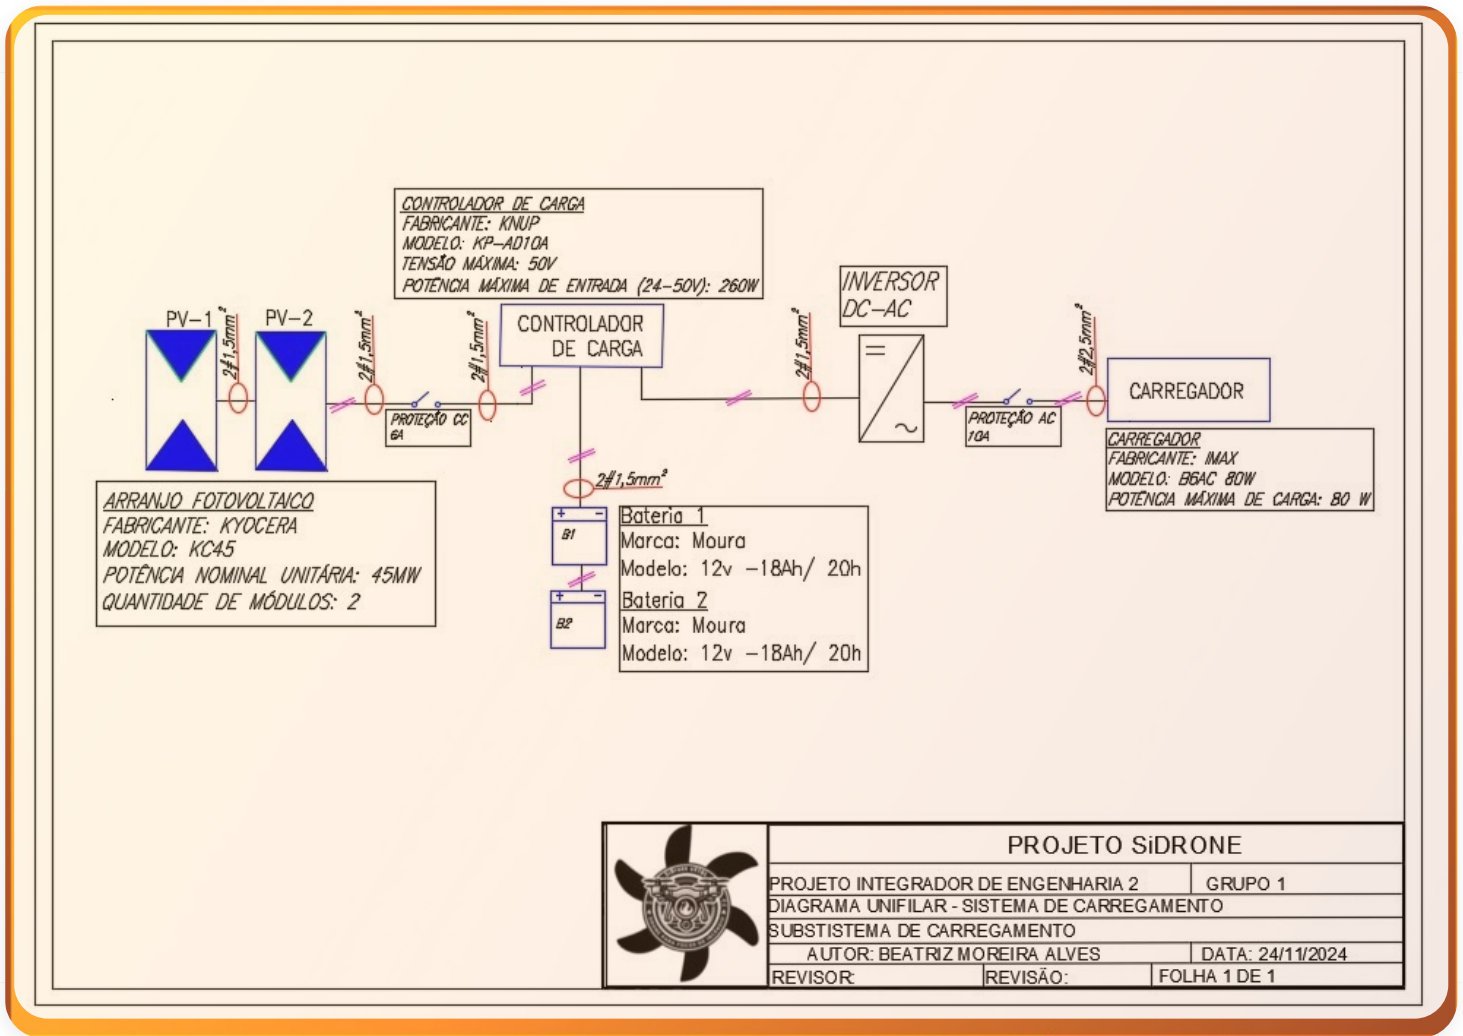 CONTROLADOR DE CARGA
FABRICANTE: KNUP
MODELO: KP-AD10A
TENSÃO MÁXIMA: 50V
POTÊNCIA MÁXIMA DE ENTRADA (24-50V): 260W
INVERSOR
DC-AC
PV-1
PV-2
2#1,5mm²
2#1,5mm²
2#1,5mm²
CONTROLADOR
DE CARGA
2#1,5mm²
2#2,5mm²
CARREGADOR
PROTEÇÃO CC
6A
PROTEÇÃO AC
10A
CARREGADOR
FABRICANTE: IMAX
MODELO: B6AC 80W
POTÊNCIA MÁXIMA DE CARGA: 80 W
2#1,5mm²
ARRANJO FOTOVOLTAICO
FABRICANTE: KYOCERA
MODELO: KC45
POTÊNCIA NOMINAL UNITÁRIA: 45MW
QUANTIDADE DE MÓDULOS: 2
+ -
B1
Bateria 1
Marca: Moura
Modelo: 12v -18Ah/ 20h
+ -
B2
Bateria 2
Marca: Moura
Modelo: 12v -18Ah/ 20h
PROJETO SiDRONE
PROJETO INTEGRADOR DE ENGENHARIA 2 GRUPO 1
DIAGRAMA UNIFILAR - SISTEMA DE CARREGAMENTO
SUBSTISTEMA DE CARREGAMENTO
AUTOR: BEATRIZ MOREIRA ALVES DATA: 24/11/2024
REVISOR: REVISÃO: FOLHA 1 DE 1